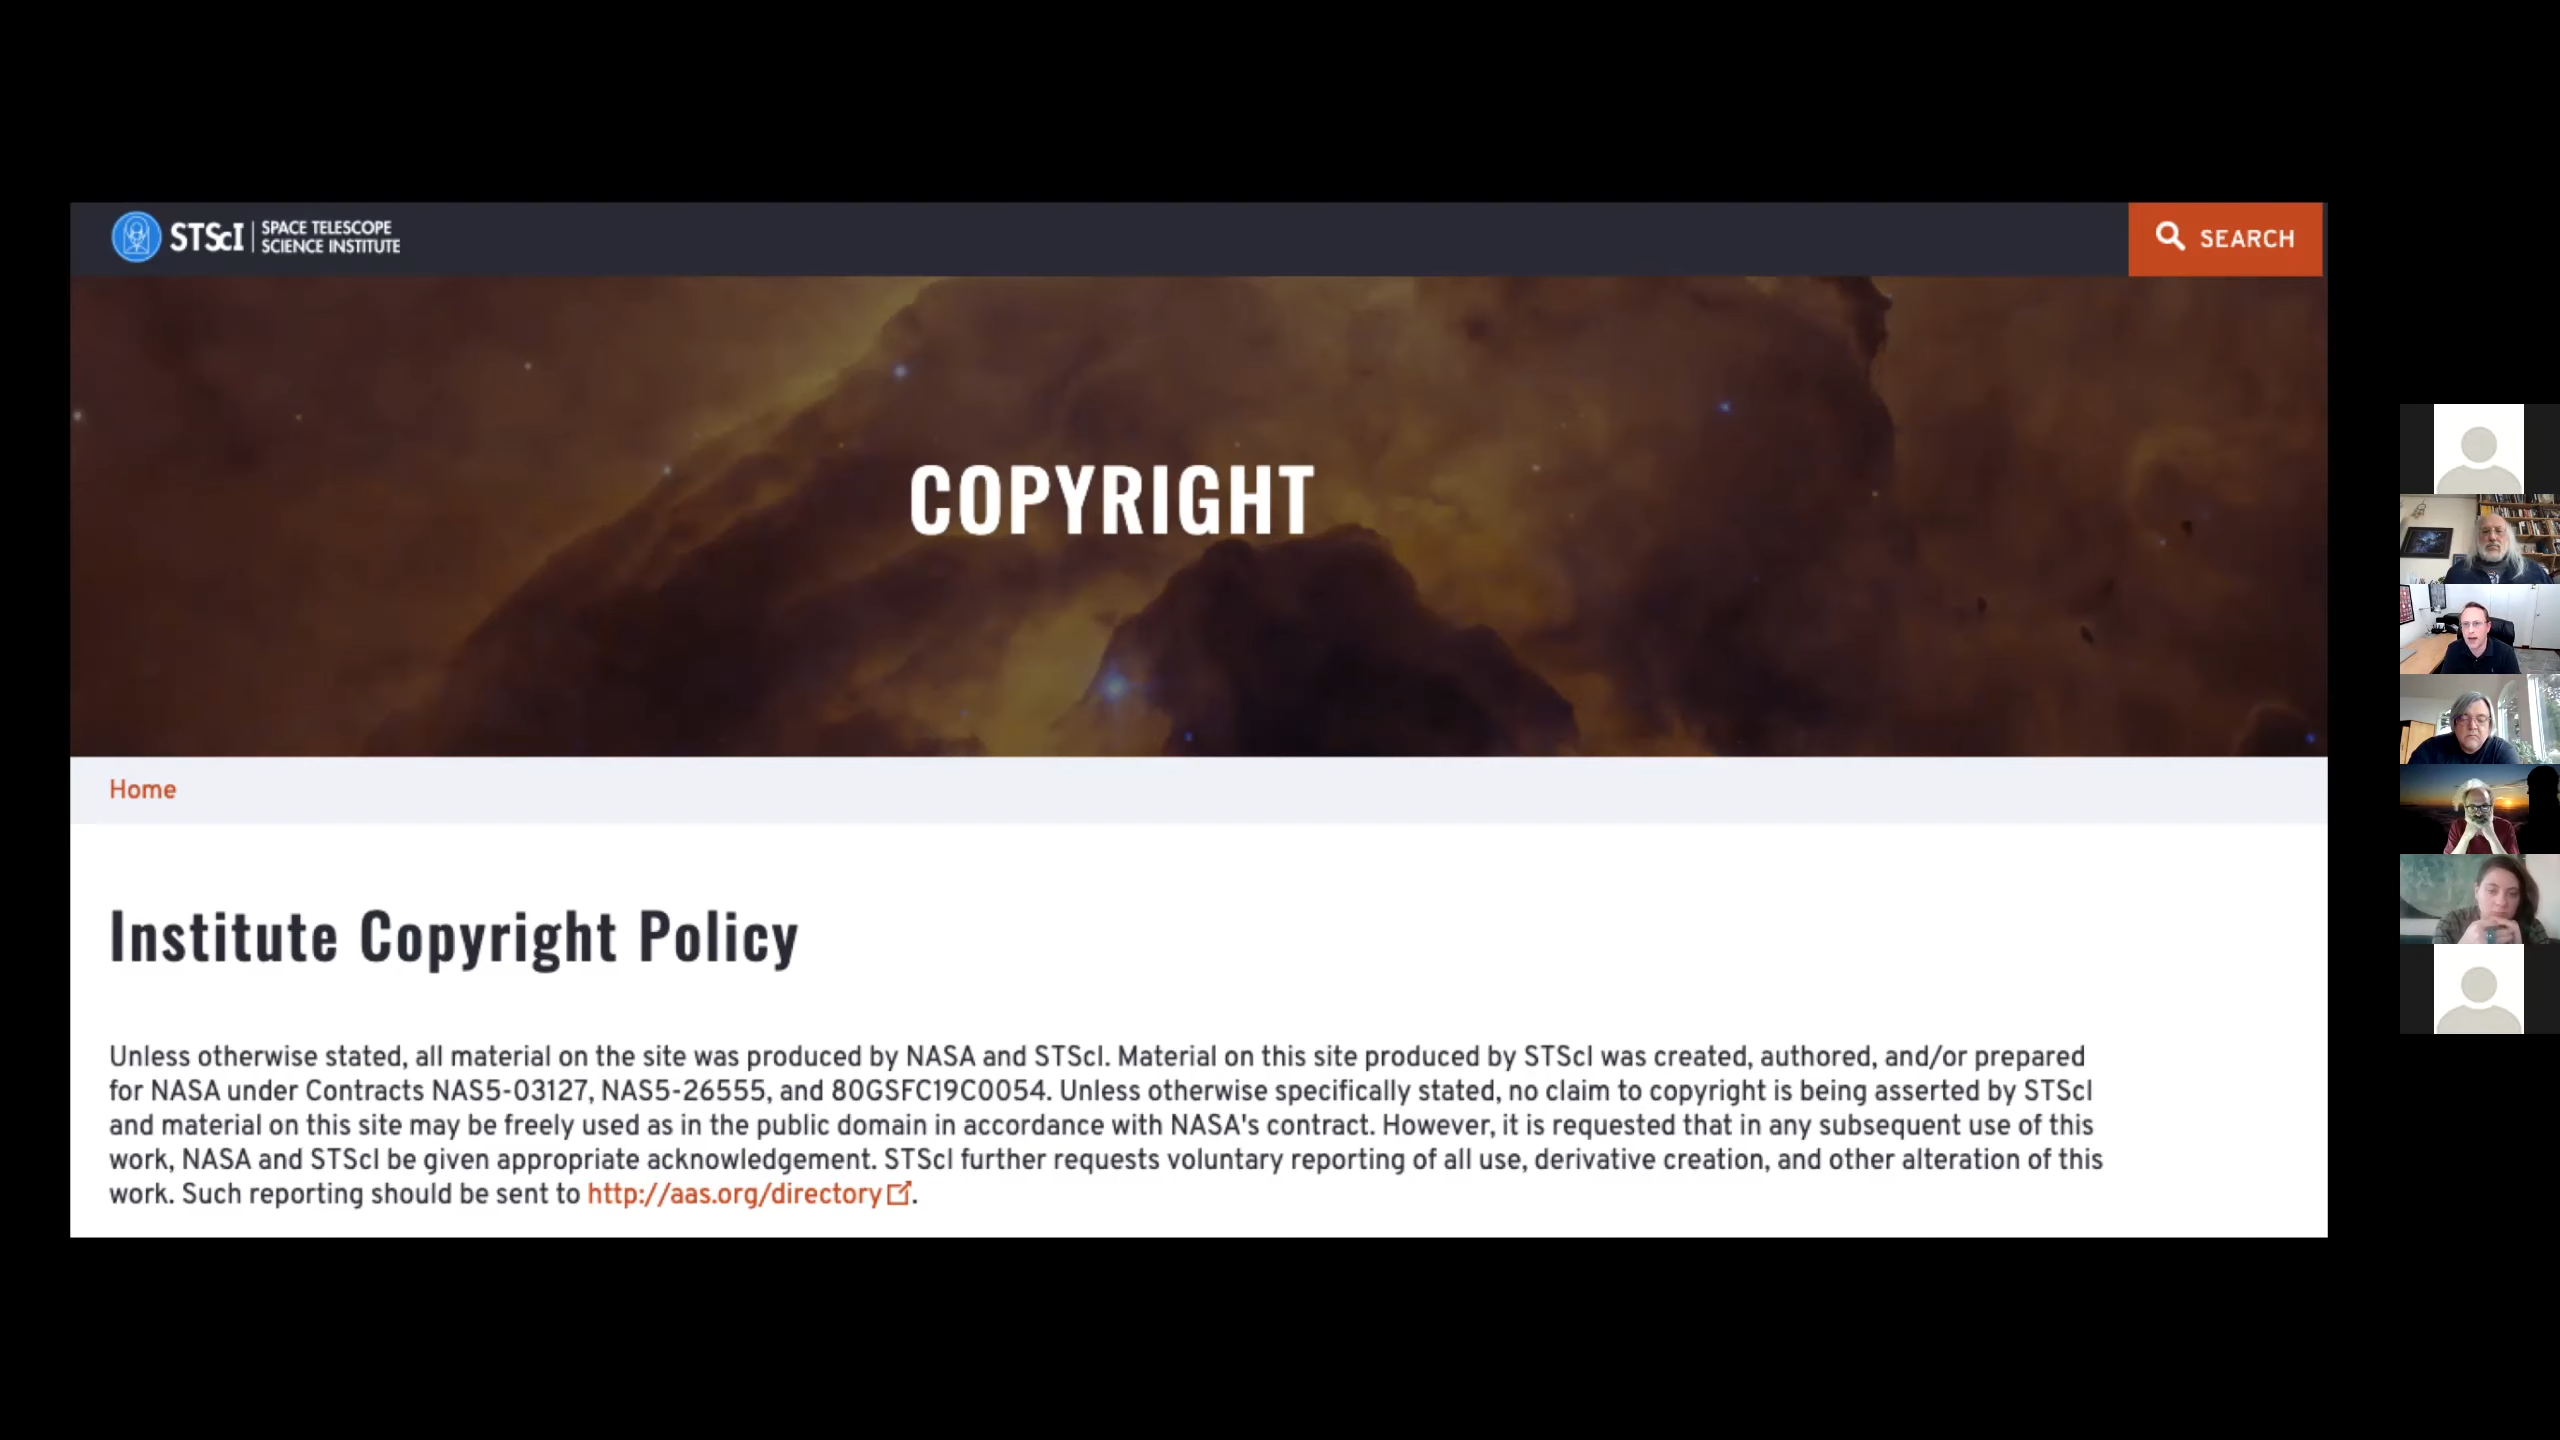 STScI | SPACE TELESCOPE
SCIENCE INSTITUTE
SEARCH
COPYRIGHT
Home
Institute Copyright Policy
Unless otherwise stated, all material on the site was produced by NASA and STScI. Material on this site produced by STScI was created, authored, and/or prepared
for NASA under Contracts NAS5-03127, NAS5-26555, and 80GSFC19C0054. Unless otherwise specifically stated, no claim to copyright is being asserted by STScI
and material on this site may be freely used as in the public domain in accordance with NASA's contract. However, it is requested that in any subsequent use of this
work, NASA and STScI be given appropriate acknowledgement. STScI further requests voluntary reporting of all use, derivative creation, and other alteration of this
work. Such reporting should be sent to http://aas.org/directory.